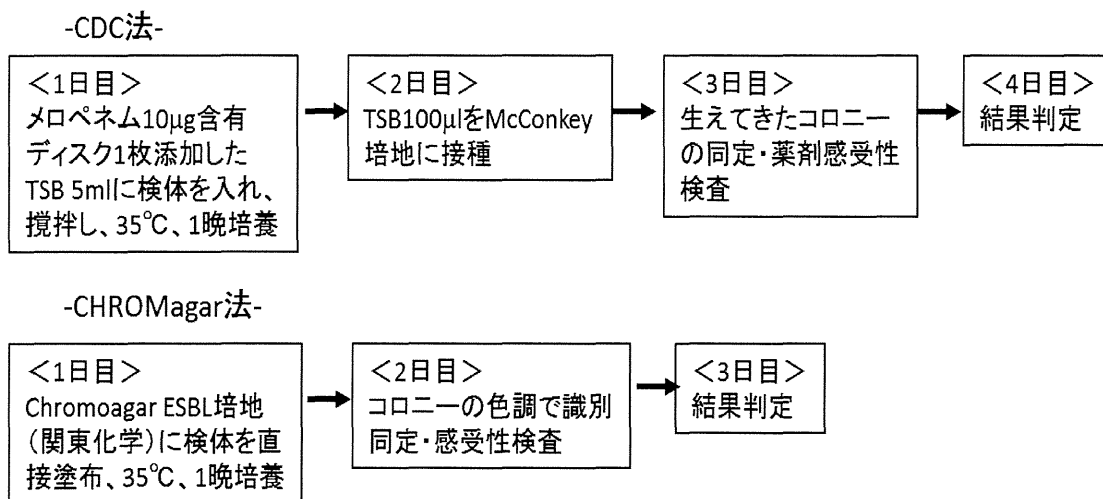 -CDC法-
<1日目>
メロペネム10μg含有
ディスク1枚添加した
TSB 5mlに検体を入れ、
撹拌し、35℃、1晩培養
<2日目>
TSB100μlをMcConkey
培地に接種
<3日目>
生えてきたコロニー
の同定・薬剤感受性
検査
<4日目>
結果判定
-CHROMagar法-
<1日目>
Chromoagar ESBL培地
(関東化学)に検体を直
接塗布、35℃、1晩培養
<2日目>
コロニーの色調で識別
同定・感受性検査
<3日目>
結果判定